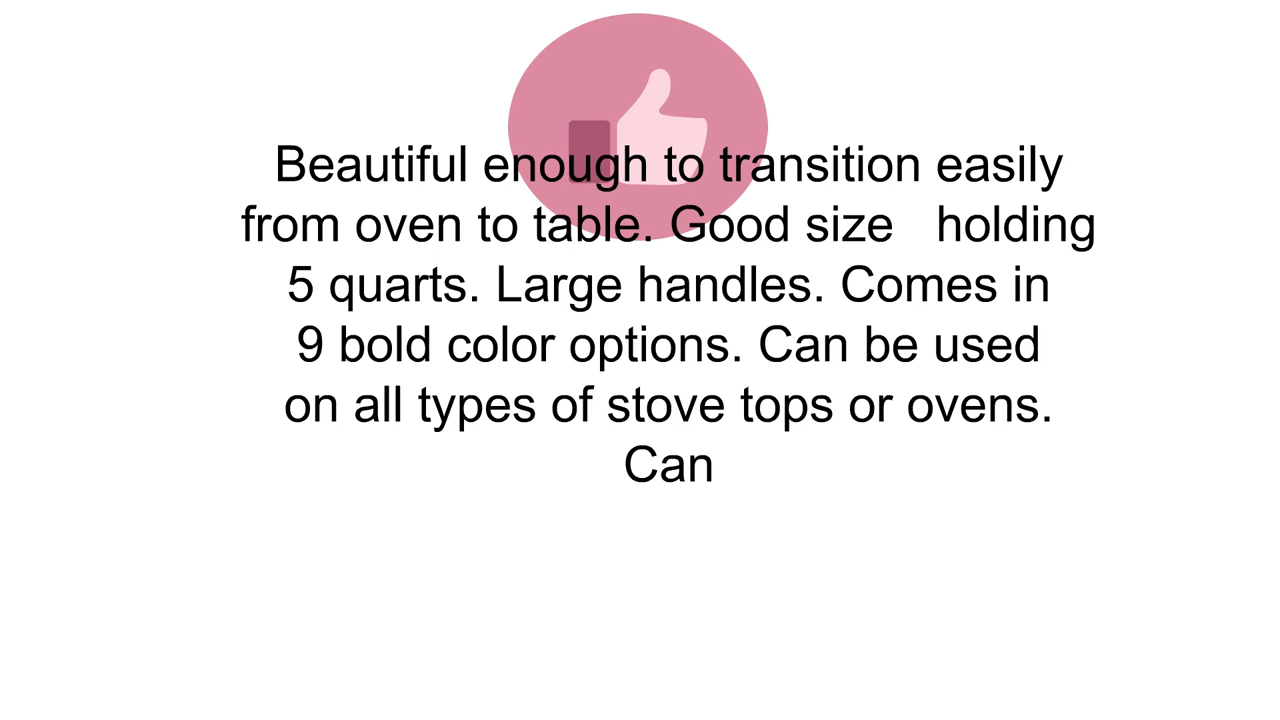 Beautiful enough to transition easily
from oven to table. Good size   holding
5 quarts. Large handles. Comes in
9 bold color options. Can be used
on all types of stove tops or ovens.
Can